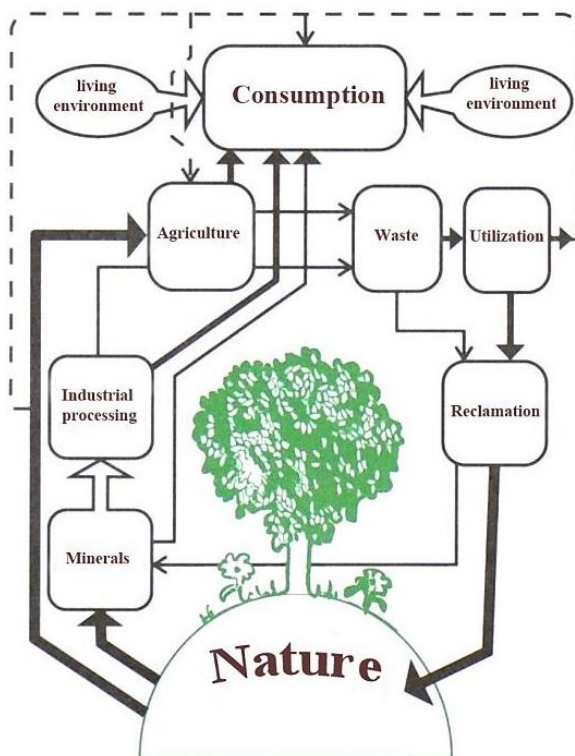 living
environment
Consumption
living
environment
Agriculture
Waste
Utilization
Industrial
processing
Reclamation
Minerals
Nature